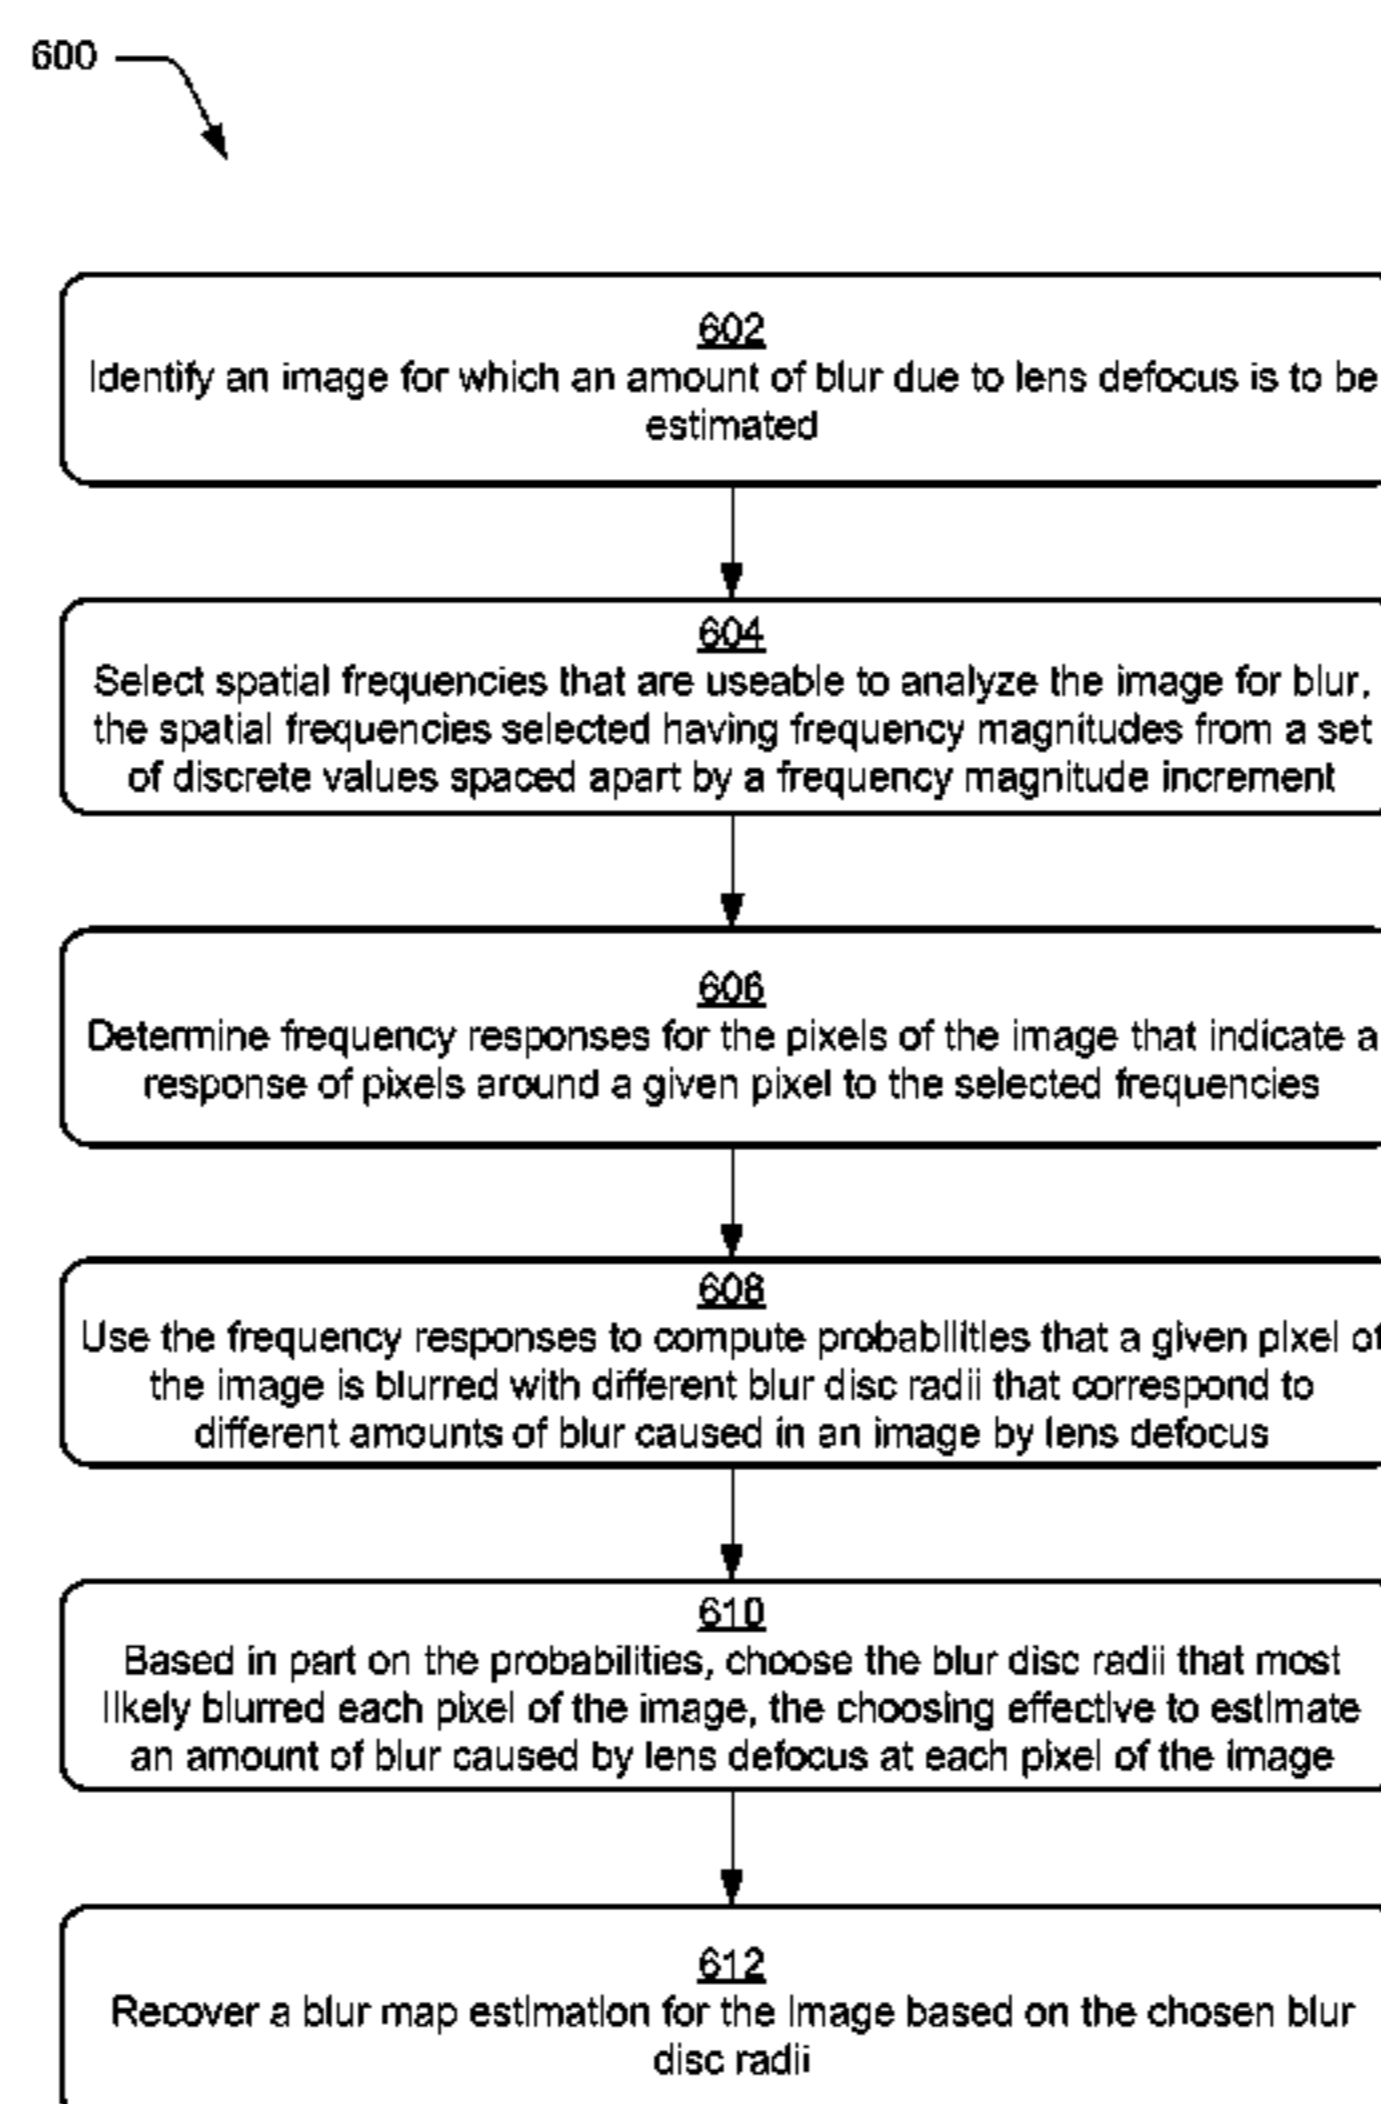 600
602
Identify an image for which an amount of blur due to lens defocus is to be
estimated
604
Select spatial frequencies that are useable to analyze the image for blur,
the spatial frequencies selected having frequency magnitudes from a set
of discrete values spaced apart by a frequency magnitude increment
606
Determine frequency responses for the pixels of the image that indicate a
response of pixels around a given pixel to the selected frequencies
608
Use the frequency responses to compute probabilities that a given pixel of
the image is blurred with different blur disc radii that correspond to
different amounts of blur caused in an image by lens defocus
610
Based in part on the probabilities, choose the blur disc radii that most
likely blurred each pixel of the image, the choosing effective to estimate
an amount of blur caused by lens defocus at each pixel of the image
612
Recover a blur map estimation for the image based on the chosen blur
disc radii